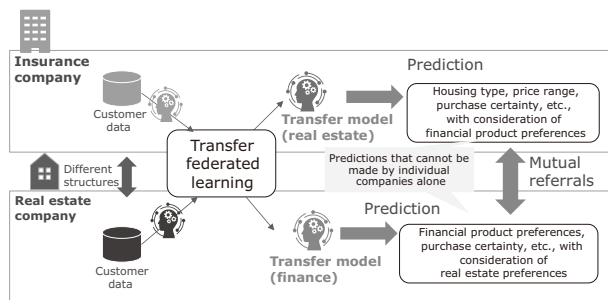 Insurance
company
Customer
data
Transfer
federated
learning
Transfer model
(real estate)
Prediction
Housing type, price range,
purchase certainty, etc.,
with consideration of
financial product preferences
Different
structures
Predictions that cannot be
made by individual
companies alone
Mutual
referrals
Real estate
company
Customer
data
Transfer model
(finance)
Prediction
Financial product preferences,
purchase certainty, etc., with
consideration of
real estate preferences